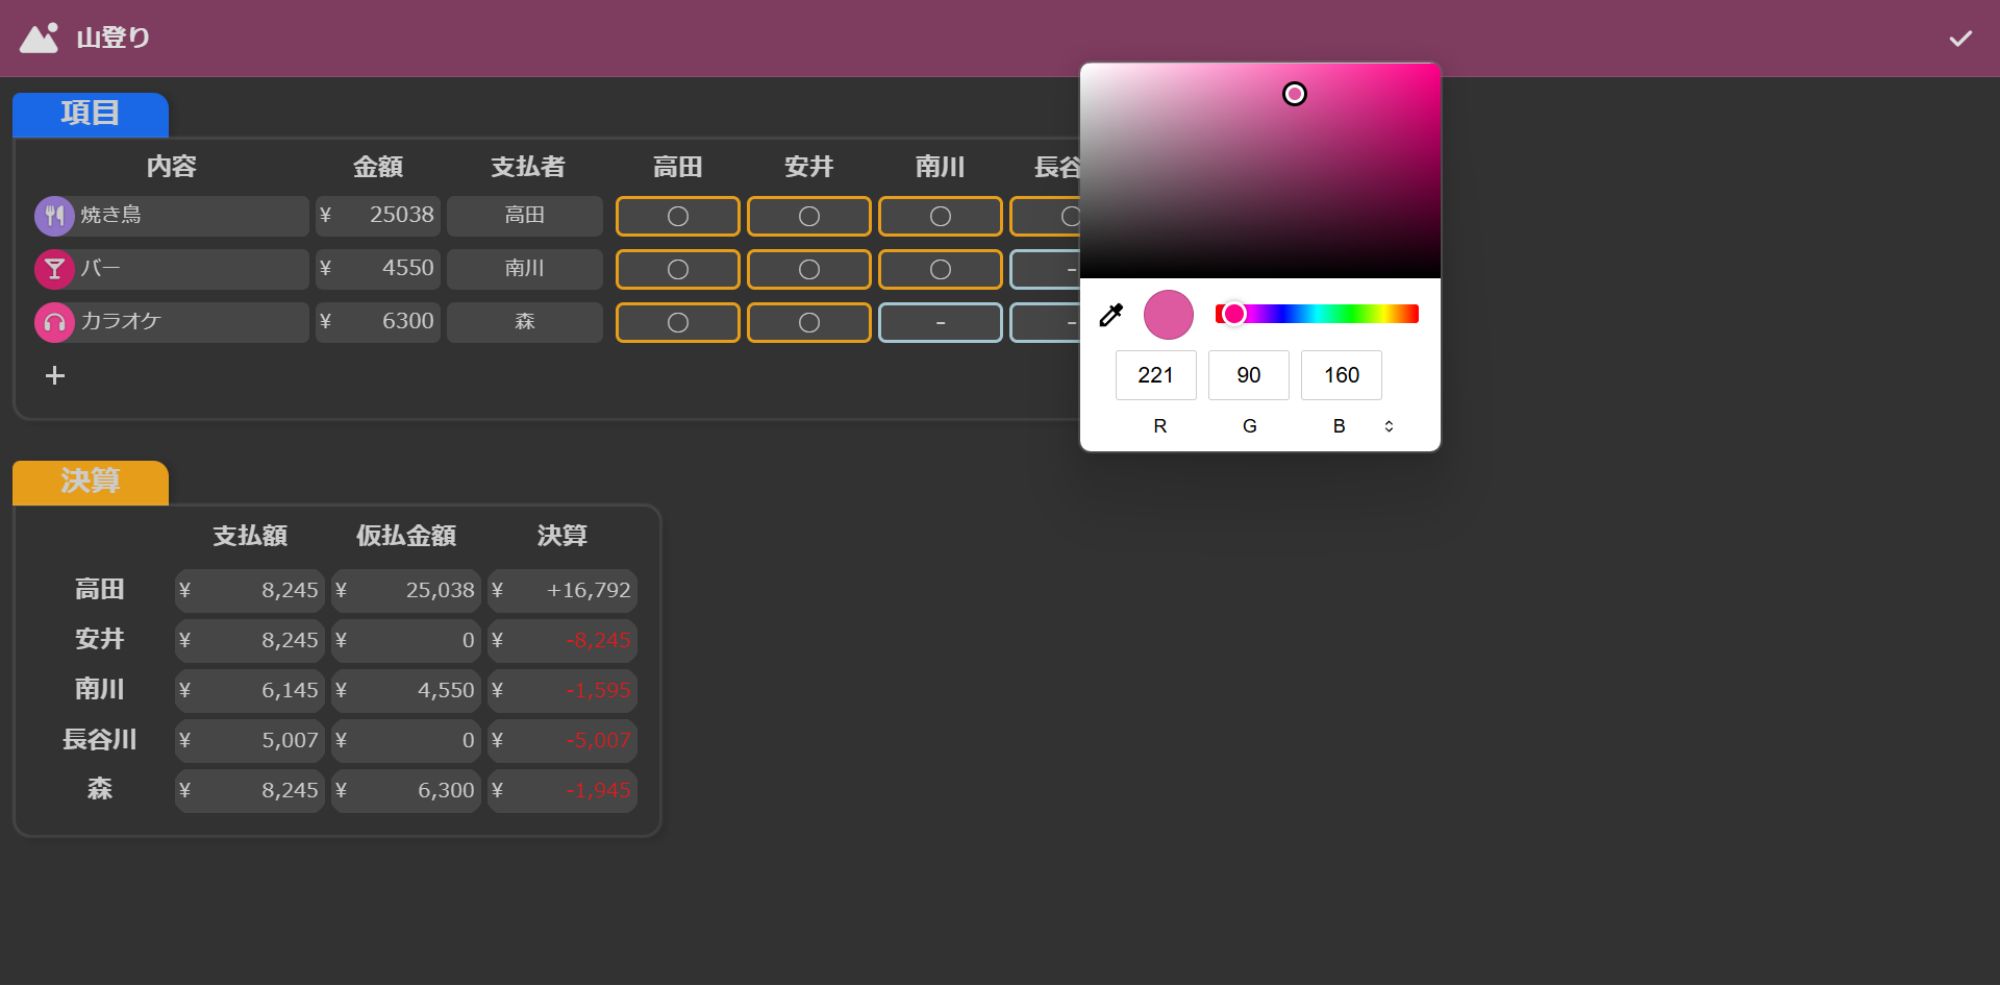 山登り
項目
内容 金額 支払者 高田 安井 南川 長谷
焼き鳥 ¥ 25038 高田 ○ ○ ○ ○
バー ¥ 4550 南川 ○ ○ ○ -
カラオケ ¥ 6300 森 ○ ○ - -
+
221 90 160
R G B
決算
支払額 仮払金額 決算
高田 ¥ 8,245 ¥ 25,038 ¥ +16,792
安井 ¥ 8,245 ¥ 0 ¥ -8,245
南川 ¥ 6,145 ¥ 4,550 ¥ -1,595
長谷川 ¥ 5,007 ¥ 0 ¥ -5,007
森 ¥ 8,245 ¥ 6,300 ¥ -1,945